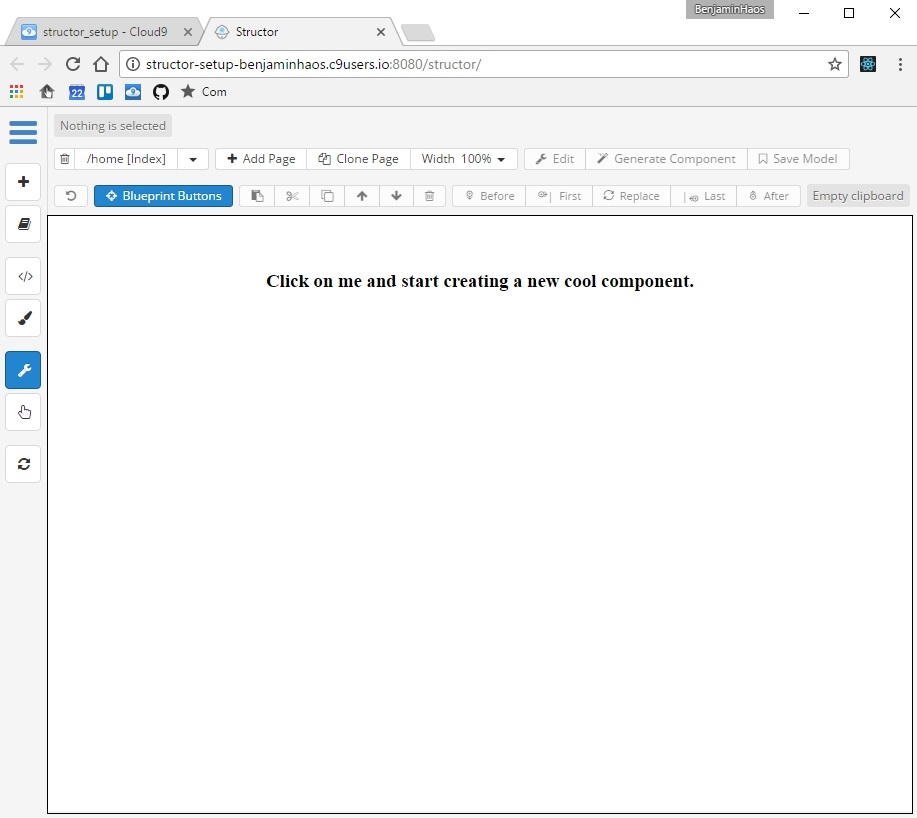 BenjaminHaos
structor_setup - Cloud9
Structor
structor-setup-benjaminhaos.c9users.io:8080/structor/
22
Com
Nothing is selected
/home [Index]
Add Page
Clone Page
Width 100%
Edit
Generate Component
Save Model
Blueprint Buttons
Before
First
Replace
Last
After
Empty clipboard
Click on me and start creating a new cool component.